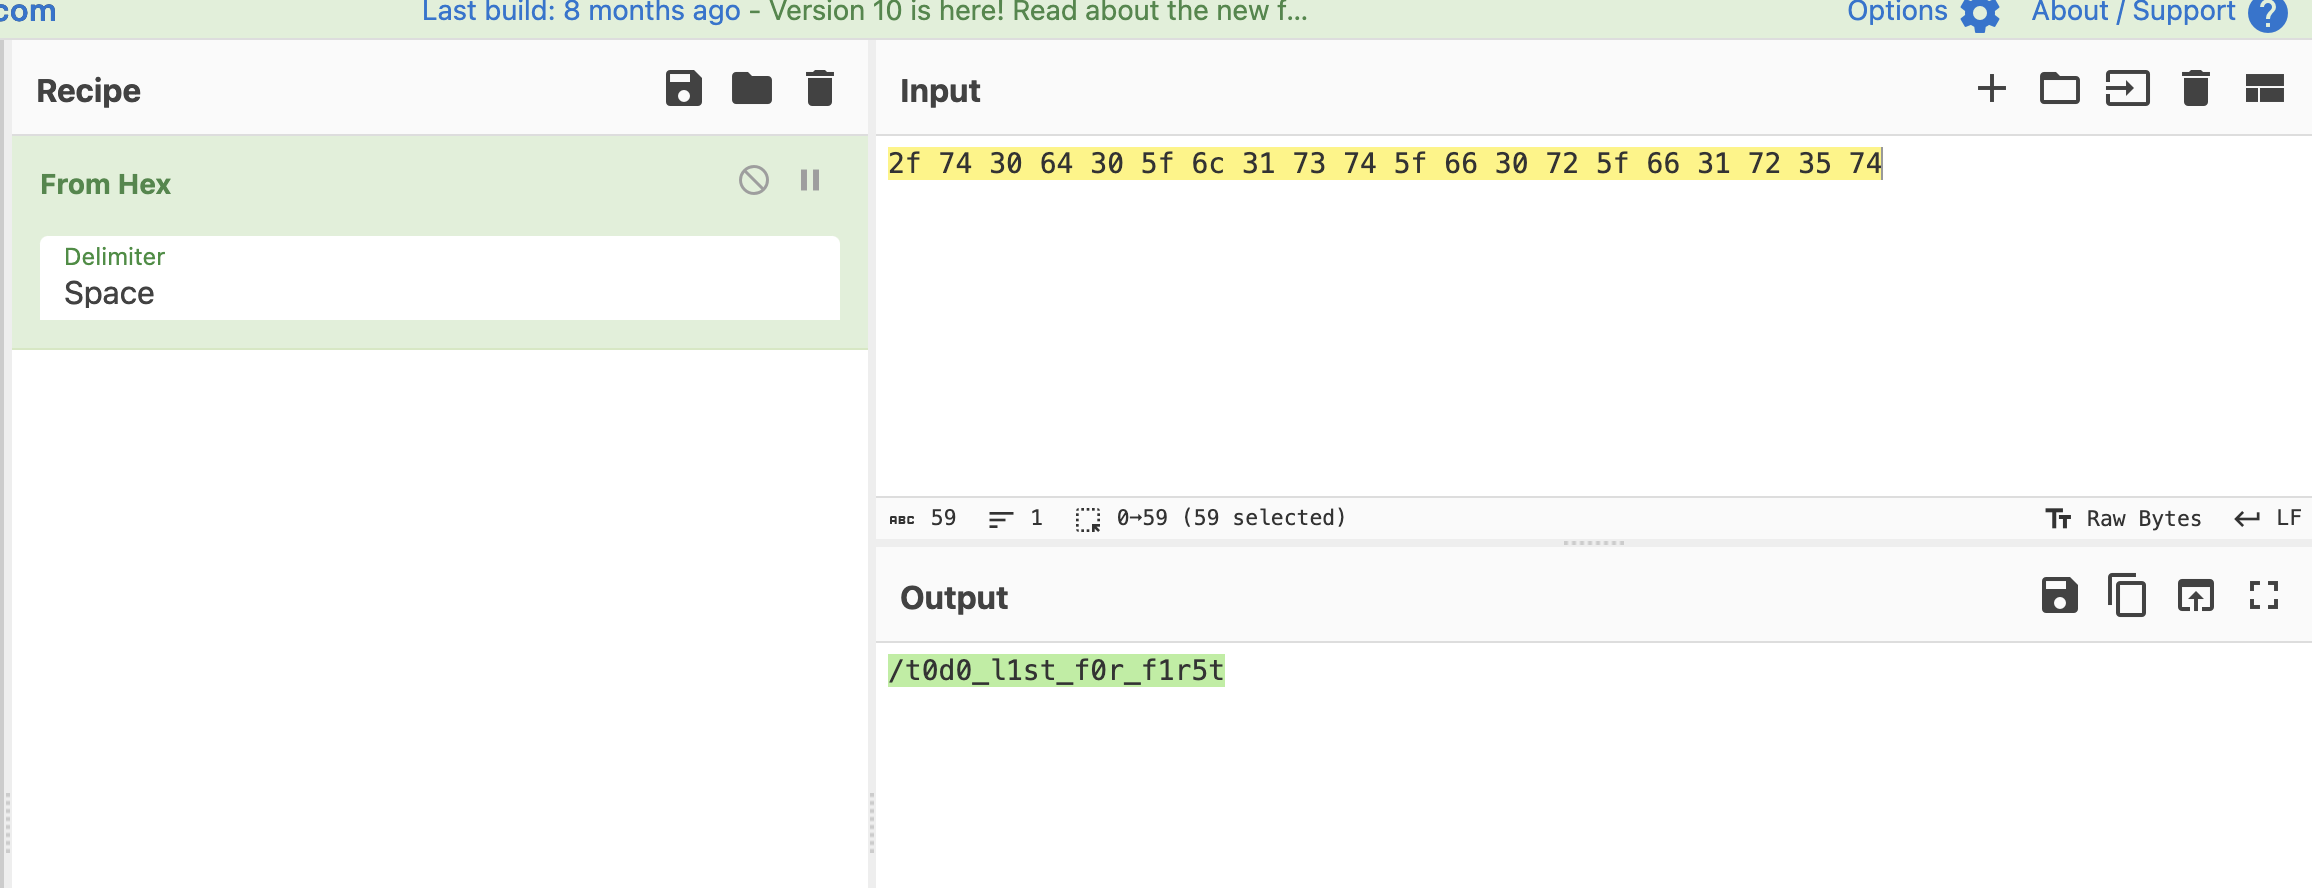 com
Last build: 8 months ago - Version 10 is here! Read about the new f...
Options
About / Support
?
Recipe
From Hex
Delimiter
Space
Input
2f 74 30 64 30 5f 6c 31 73 74 5f 66 30 72 5f 66 31 72 35 74
ABC 59
1
0→59 (59 selected)
Tт Raw Bytes
LF
Output
/t0d0_l1st_f0r_f1r5t